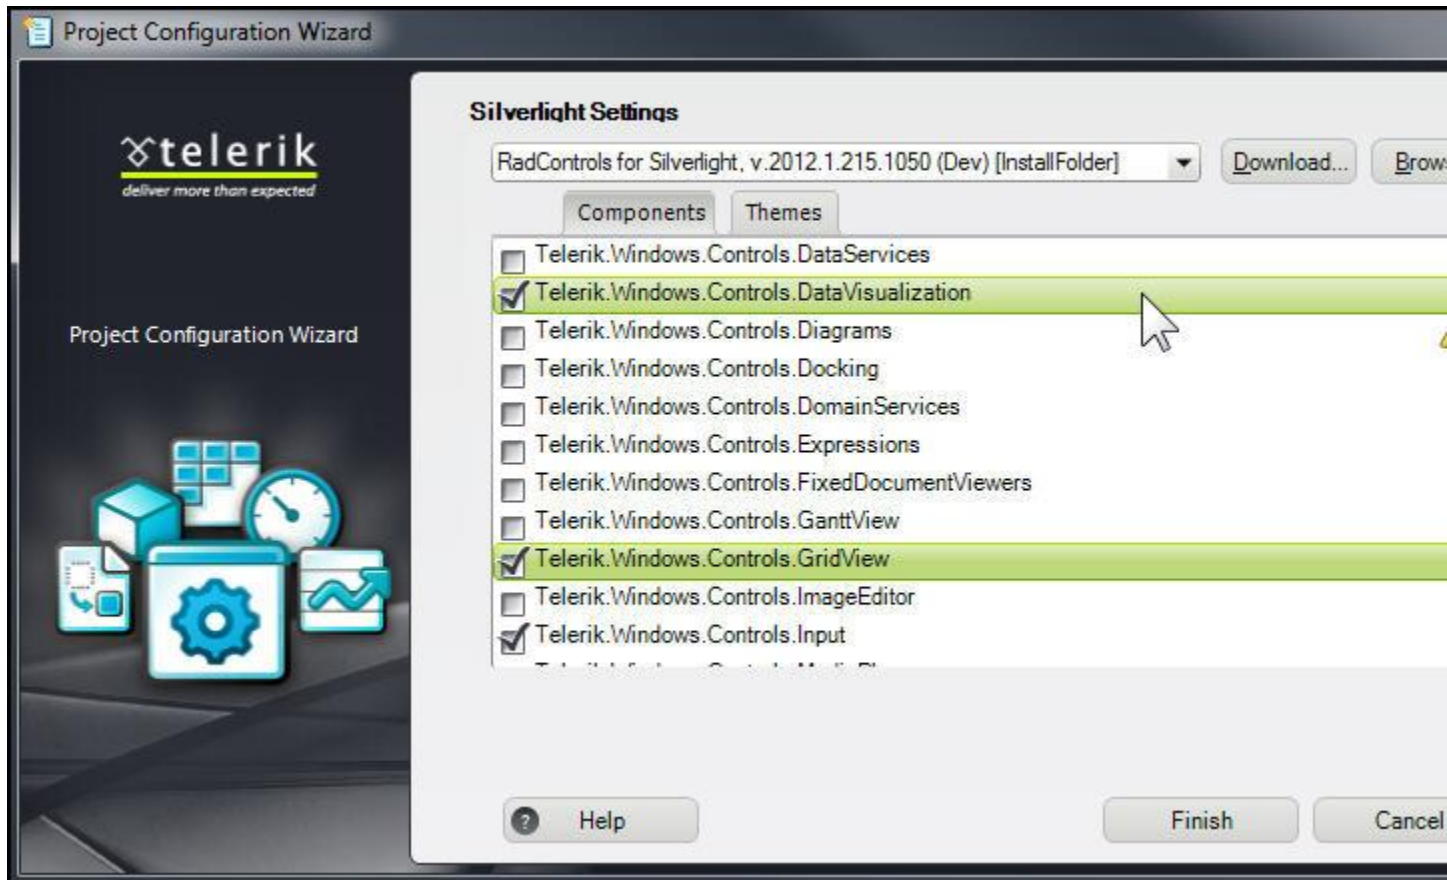 Project Configuration Wizard
telerik
deliver more than expected
Project Configuration Wizard
Silverlight Settings
RadControls for Silverlight, v.2012.1.215.1050 (Dev) [InstallFolder]
Download...
Brows
Components
Themes
Telerik.Windows.Controls.DataServices
Telerik.Windows.Controls.DataVisualization
Telerik.Windows.Controls.Diagrams
Telerik.Windows.Controls.Docking
Telerik.Windows.Controls.DomainServices
Telerik.Windows.Controls.Expressions
Telerik.Windows.Controls.FixedDocumentViewers
Telerik.Windows.Controls.GanttView
Telerik.Windows.Controls.GridView
Telerik.Windows.Controls.ImageEditor
Telerik.Windows.Controls.Input
? Help
Finish
Cancel